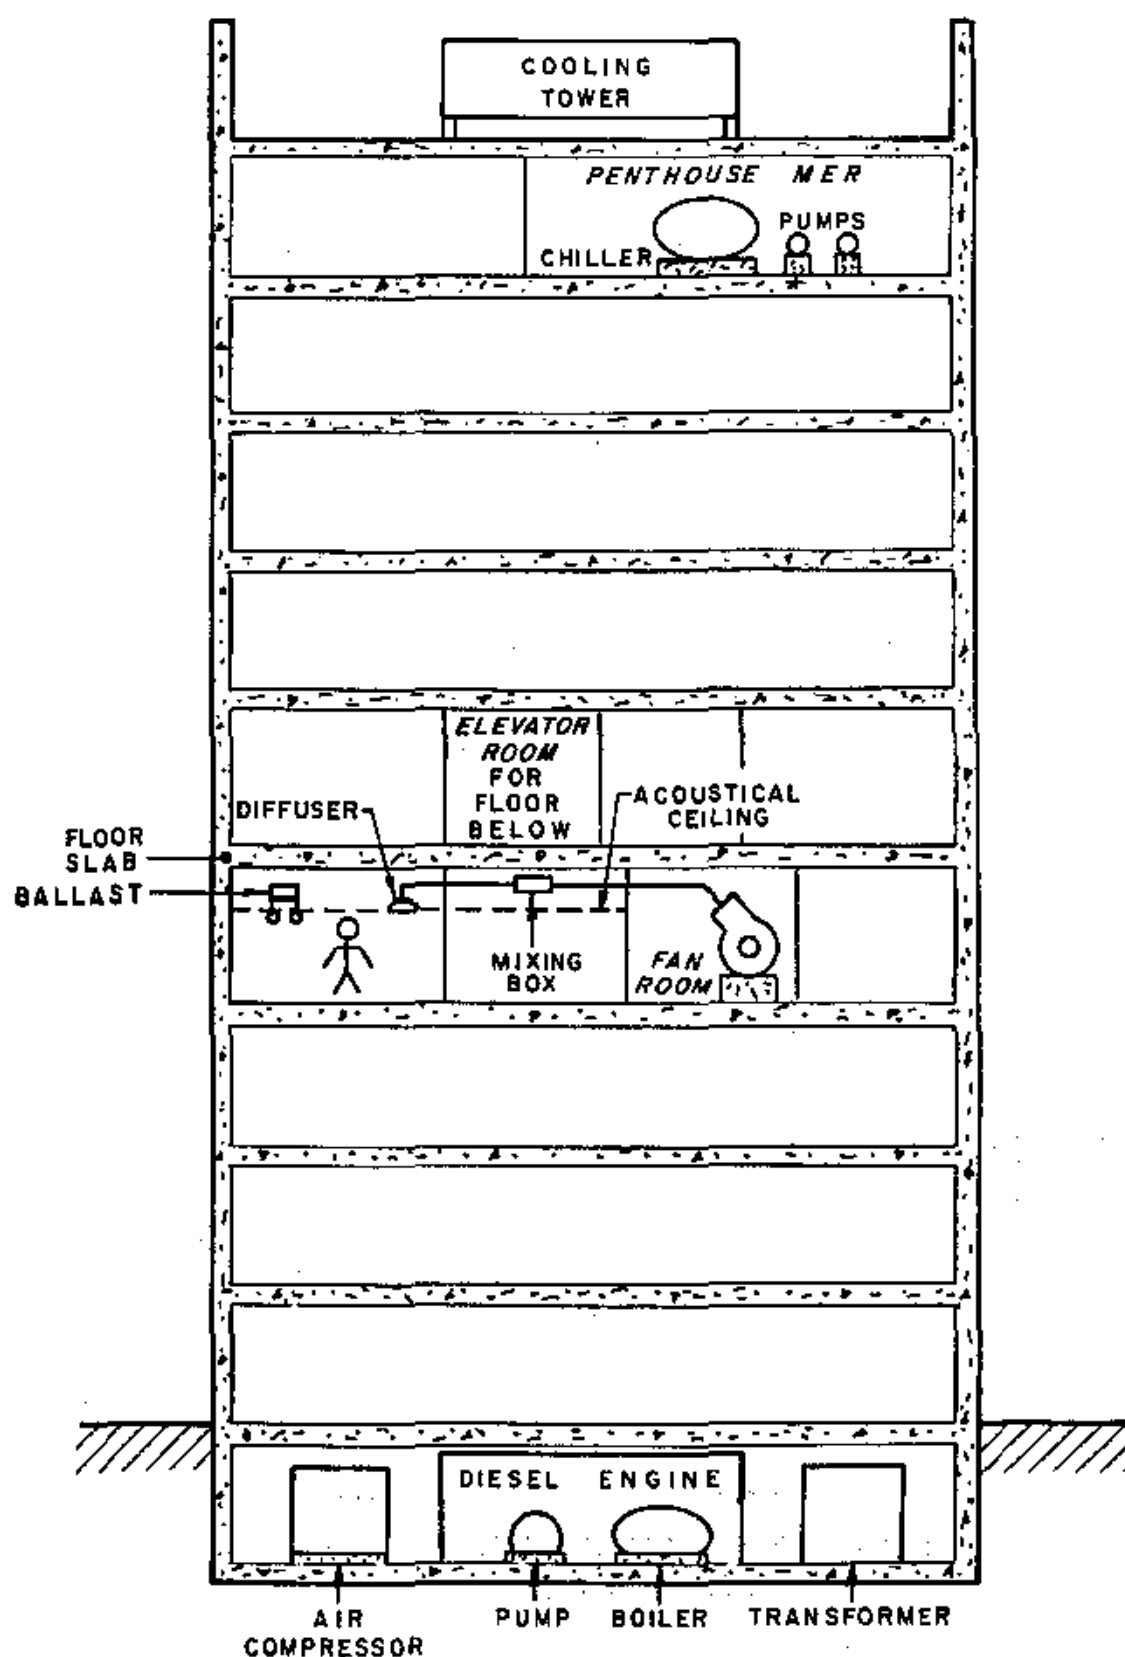 COOLING
TOWER
PENTHOUSE MER
PUMPS
CHILLER
ELEVATOR
ROOM
FOR
FLOOR
BELOW
ACOUSTICAL
CEILING
DIFFUSER
FLOOR
SLAB
BALLAST
MIXING
BOX
FAN
ROOM
DIESEL ENGINE
AIR
COMPRESSOR
PUMP
BOILER
TRANSFORMER